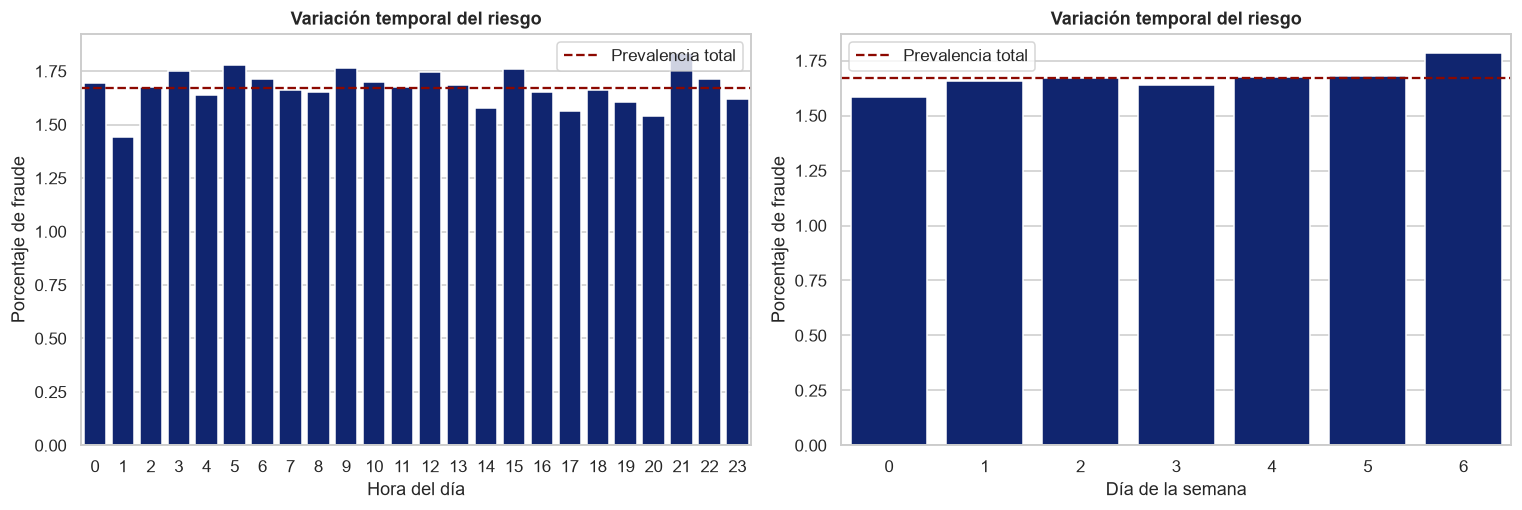 Variación temporal del riesgo
Prevalencia total
Porcentaje de fraude
1.75
1.50
1.25
1.00
0.75
0.50
0.25
0.00
0 1 2 3 4 5 6 7 8 9 10 11 12 13 14 15 16 17 18 19 20 21 22 23
Hora del día
Variación temporal del riesgo
Prevalencia total
Porcentaje de fraude
1.75
1.50
1.25
1.00
0.75
0.50
0.25
0.00
0 1 2 3 4 5 6
Día de la semana